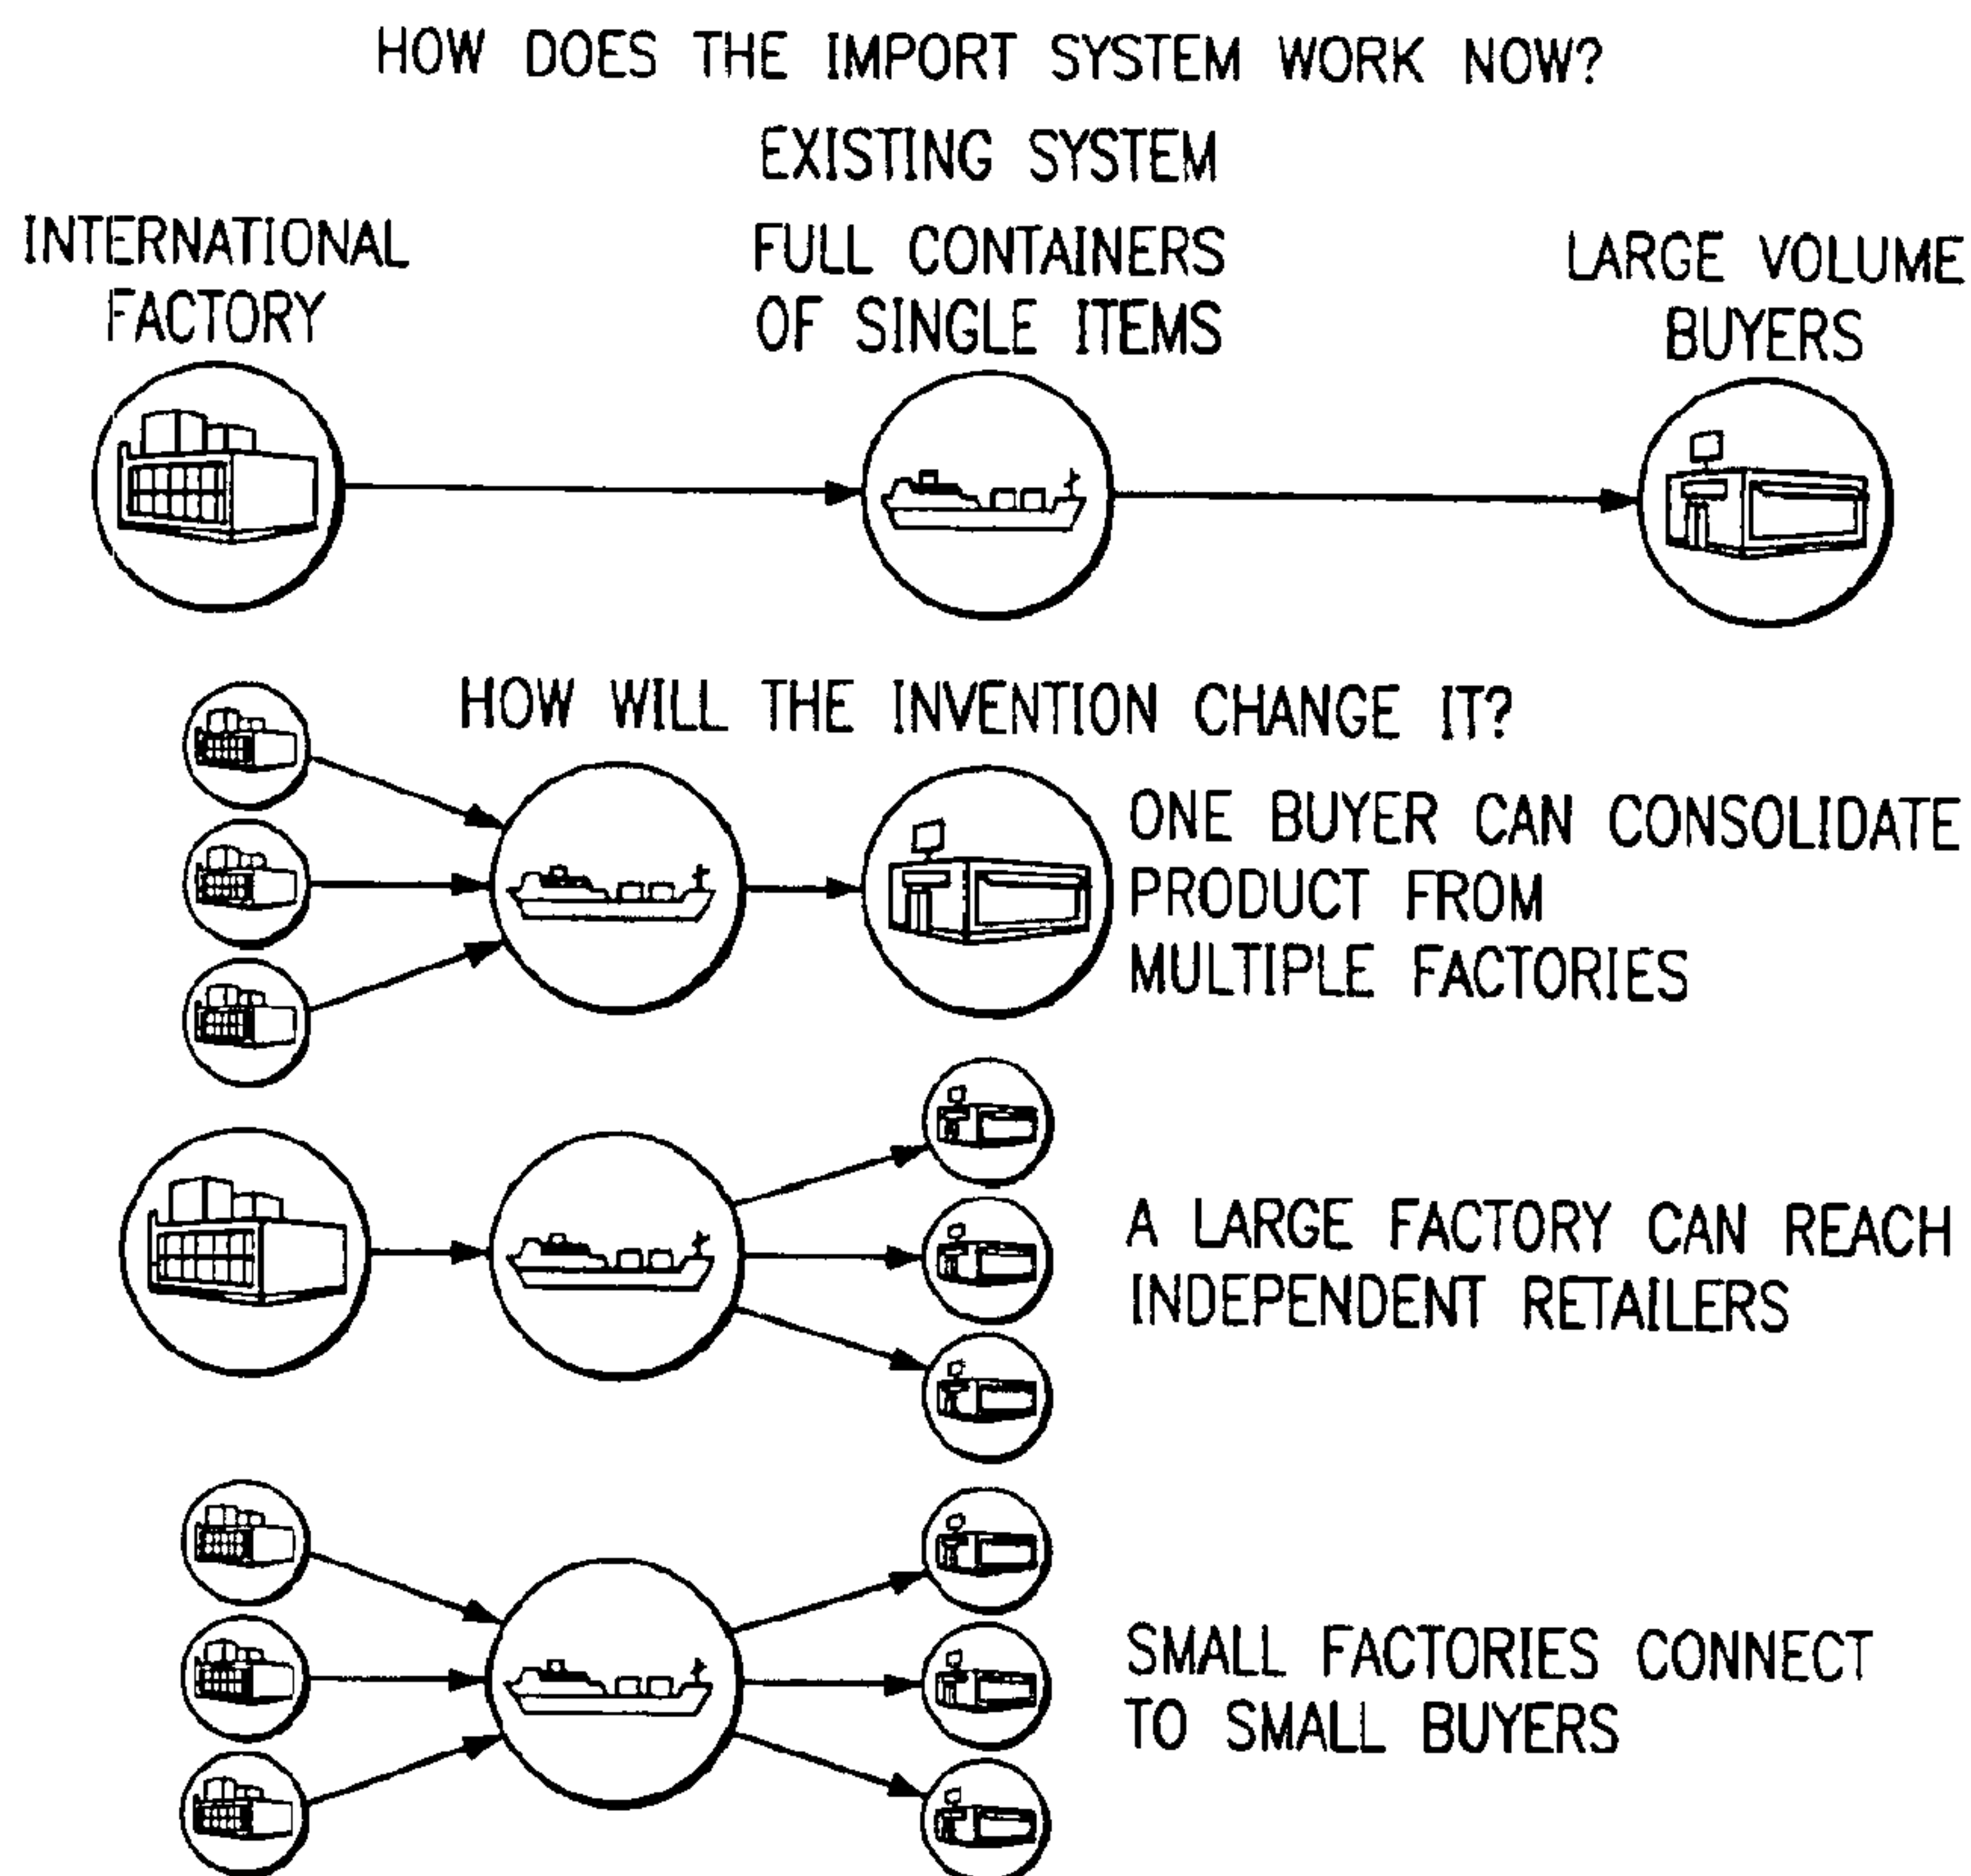 HOW DOES THE IMPORT SYSTEM WORK NOW?
EXISTING SYSTEM
INTERNATIONAL
FACTORY
FULL CONTAINERS
OF SINGLE ITEMS
LARGE VOLUME
BUYERS
HOW WILL THE INVENTION CHANGE IT?
ONE BUYER CAN CONSOLIDATE
PRODUCT FROM
MULTIPLE FACTORIES
A LARGE FACTORY CAN REACH
INDEPENDENT RETAILERS
SMALL FACTORIES CONNECT
TO SMALL BUYERS